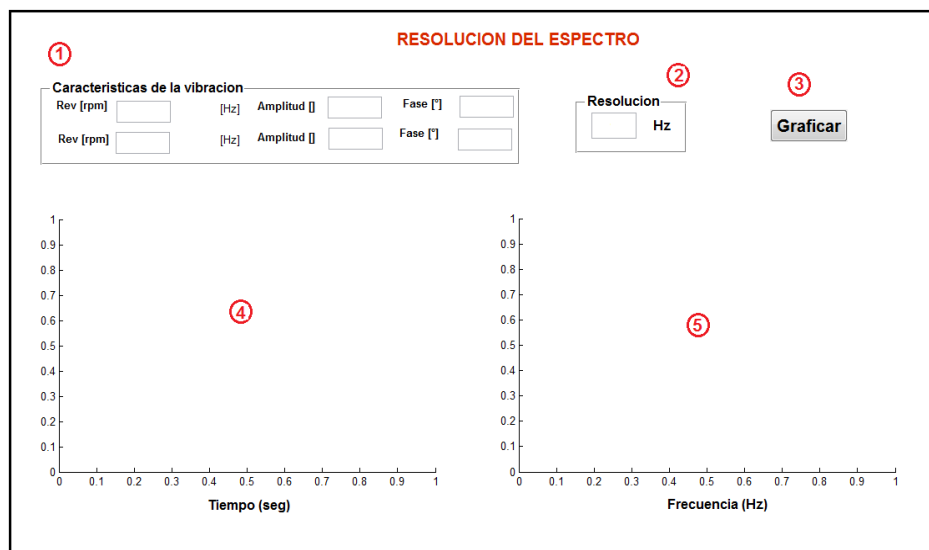 RESOLUCION DEL ESPECTRO
1
2
3
Caracteristicas de la vibracion
Rev [rpm] [Hz] Amplitud [] Fase [°]
Rev [rpm] [Hz] Amplitud [] Fase [°]
Resolucion
Hz
Graficar
1
0.9
0.8
0.7
0.6
0.5
0.4
0.3
0.2
0.1
0
0 0.1 0.2 0.3 0.4 0.5 0.6 0.7 0.8 0.9 1
Tiempo (seg)
4
1
0.9
0.8
0.7
0.6
0.5
0.4
0.3
0.2
0.1
0
0 0.1 0.2 0.3 0.4 0.5 0.6 0.7 0.8 0.9 1
Frecuencia (Hz)
5